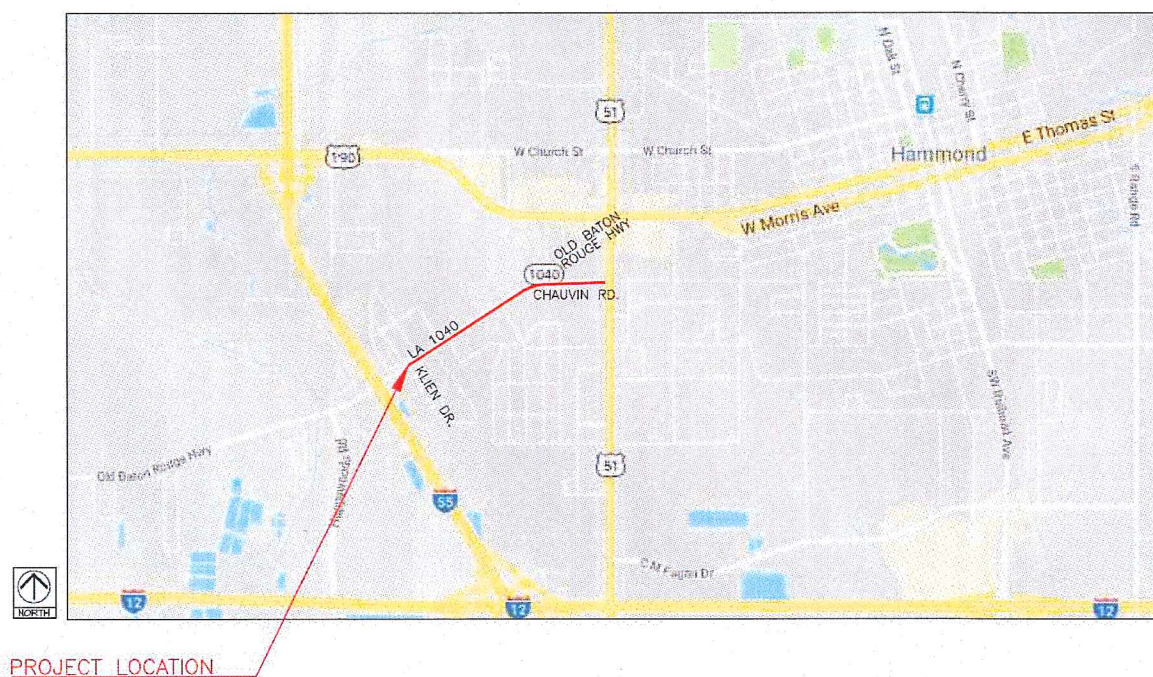 N Oak St
N Cherry St
51
E Thomas St
190
W Church St
W Church St
Hammond
W Morris Ave
E Range Rd
OLD BATON
ROUGE HWY
1040
CHAUVIN RD.
LA 1040
KLIEN DR.
SW Railroad Ave
Old Baton Rouge Hwy
51
55
C M Fagan Dr
NORTH
12
12
12
PROJECT LOCATION